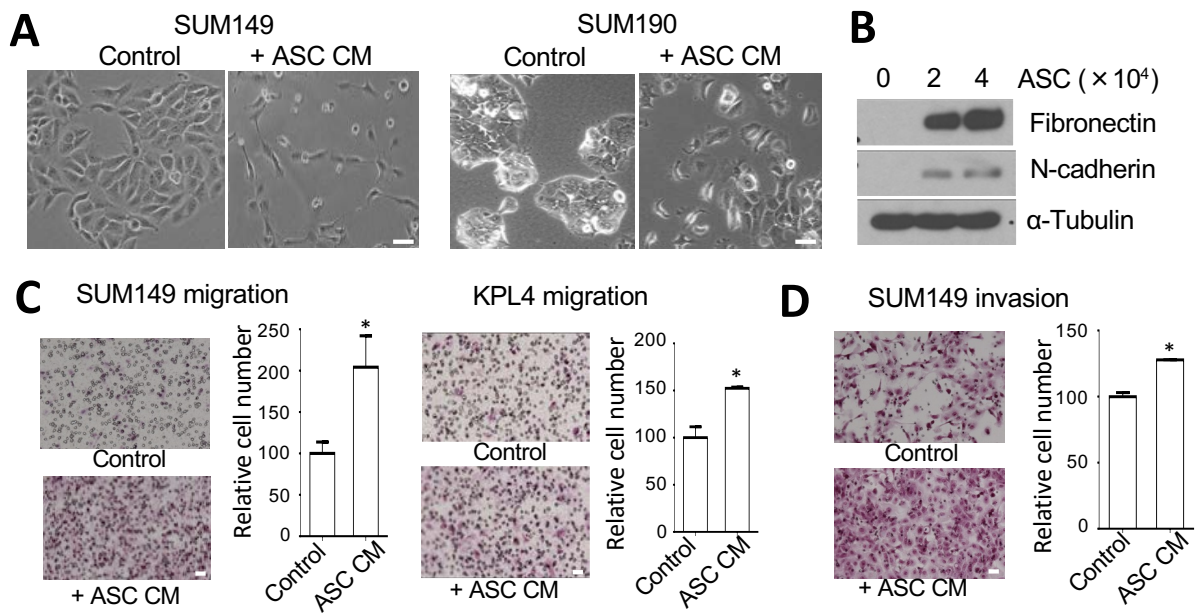 A
SUM149
Control
+ ASC CM
SUM190
Control
+ ASC CM
B
0 2 4 ASC (×10⁴)
Fibronectin
N-cadherin
α-Tubulin
C
SUM149 migration
Control
+ ASC CM
Relative cell number
250
200
150
100
50
0
*
Control
ASC CM
KPL4 migration
Control
+ ASC CM
Relative cell number
200
150
100
50
0
*
Control
ASC CM
D
SUM149 invasion
Control
+ ASC CM
Relative cell number
150
100
50
0
*
Control
ASC CM